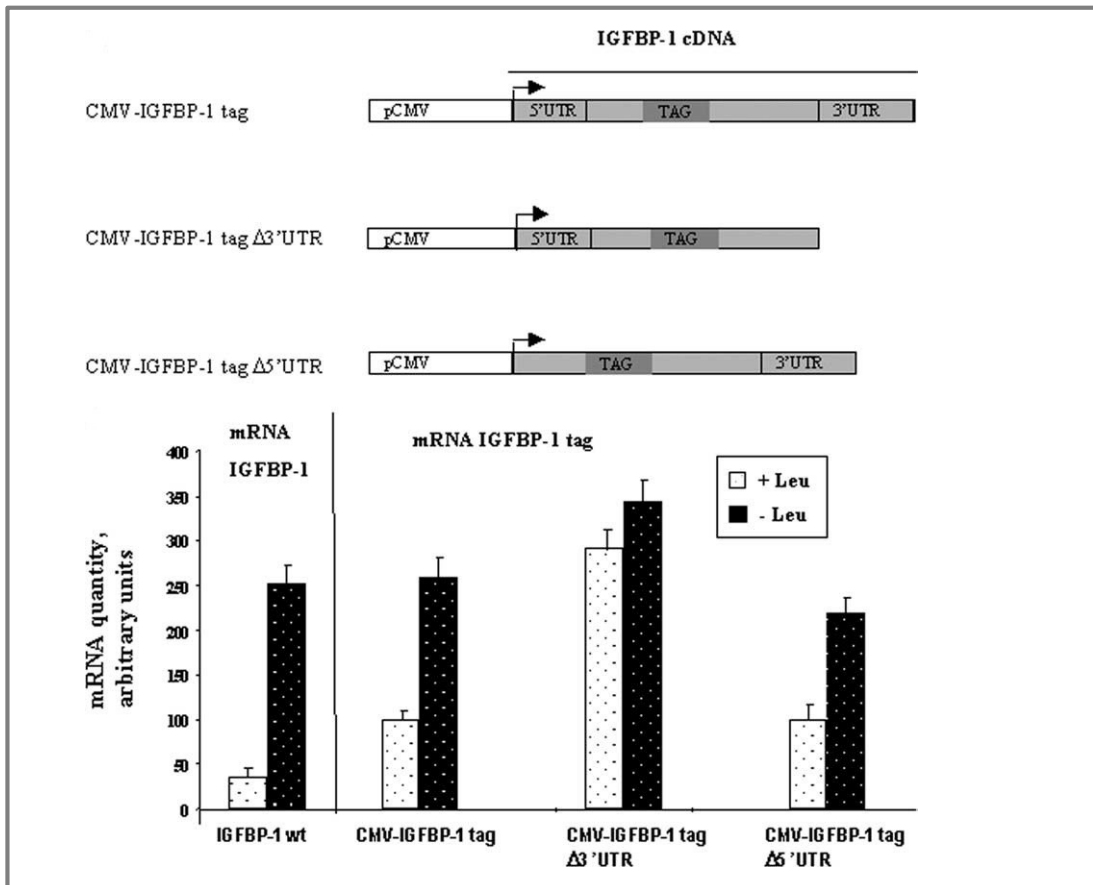 IGFBP-1 cDNA
CMV-IGFBP-1 tag
pCMV
5'UTR
TAG
3'UTR
CMV-IGFBP-1 tag Δ3'UTR
pCMV
5'UTR
TAG
CMV-IGFBP-1 tag Δ5'UTR
pCMV
TAG
3'UTR
mRNA
IGFBP-1
mRNA IGFBP-1 tag
+ Leu
- Leu
mRNA quantity,
arbitrary units
400
350
300
250
200
150
100
50
0
IGFBP-1 wt
CMV-IGFBP-1 tag
CMV-IGFBP-1 tag
Δ3'UTR
CMV-IGFBP-1 tag
Δ5'UTR